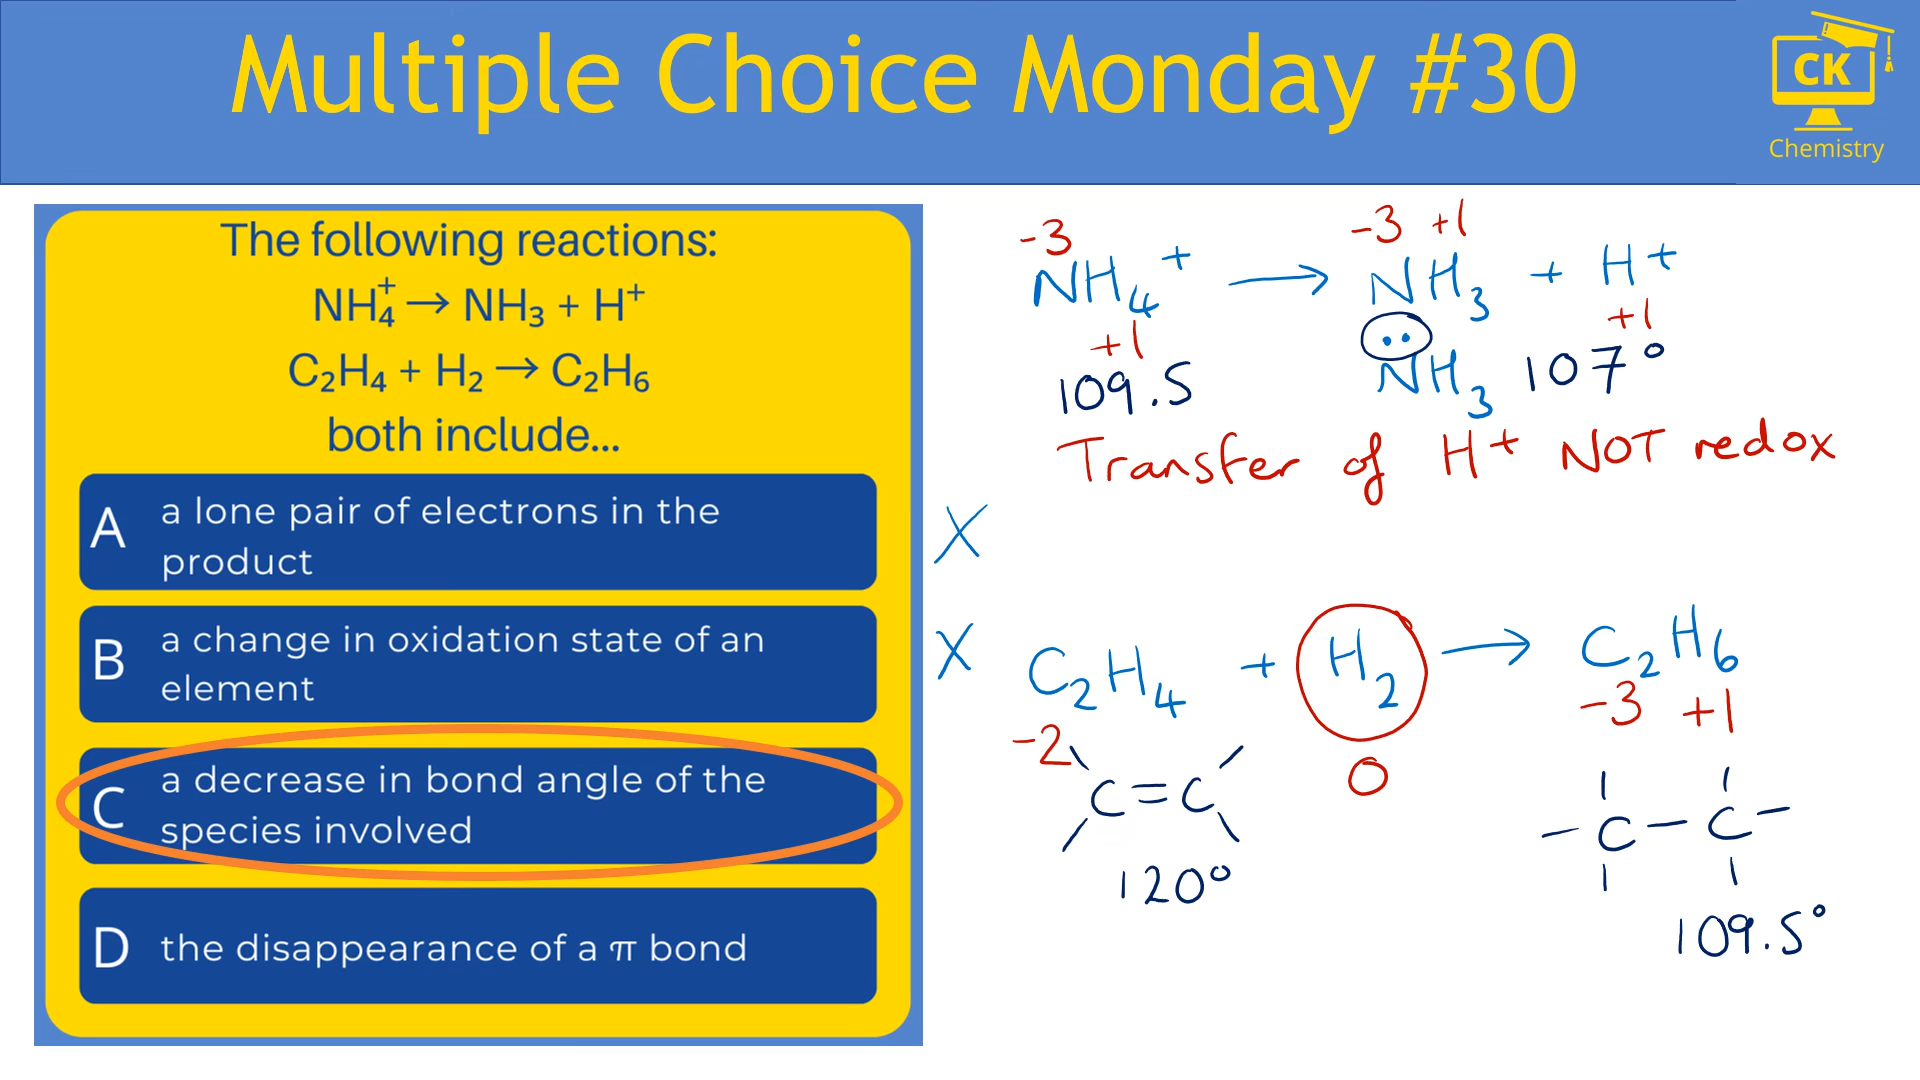 Multiple Choice Monday #30
CK
Chemistry
The following reactions:
NH₄⁺ → NH₃ + H⁺
C₂H₄ + H₂ → C₂H₆
both include...
A a lone pair of electrons in the
product
B a change in oxidation state of an
element
C a decrease in bond angle of the
species involved
D the disappearance of a π bond
-3 -3 +1
NH₄⁺ → NH₃ + H⁺
+1 +1
109.5 NH₃ 107°
Transfer of H⁺ NOT redox
X
X C₂H₄ + H₂ → C₂H₆
-2 0 -3 +1
C=C
C-C
120°
109.5°